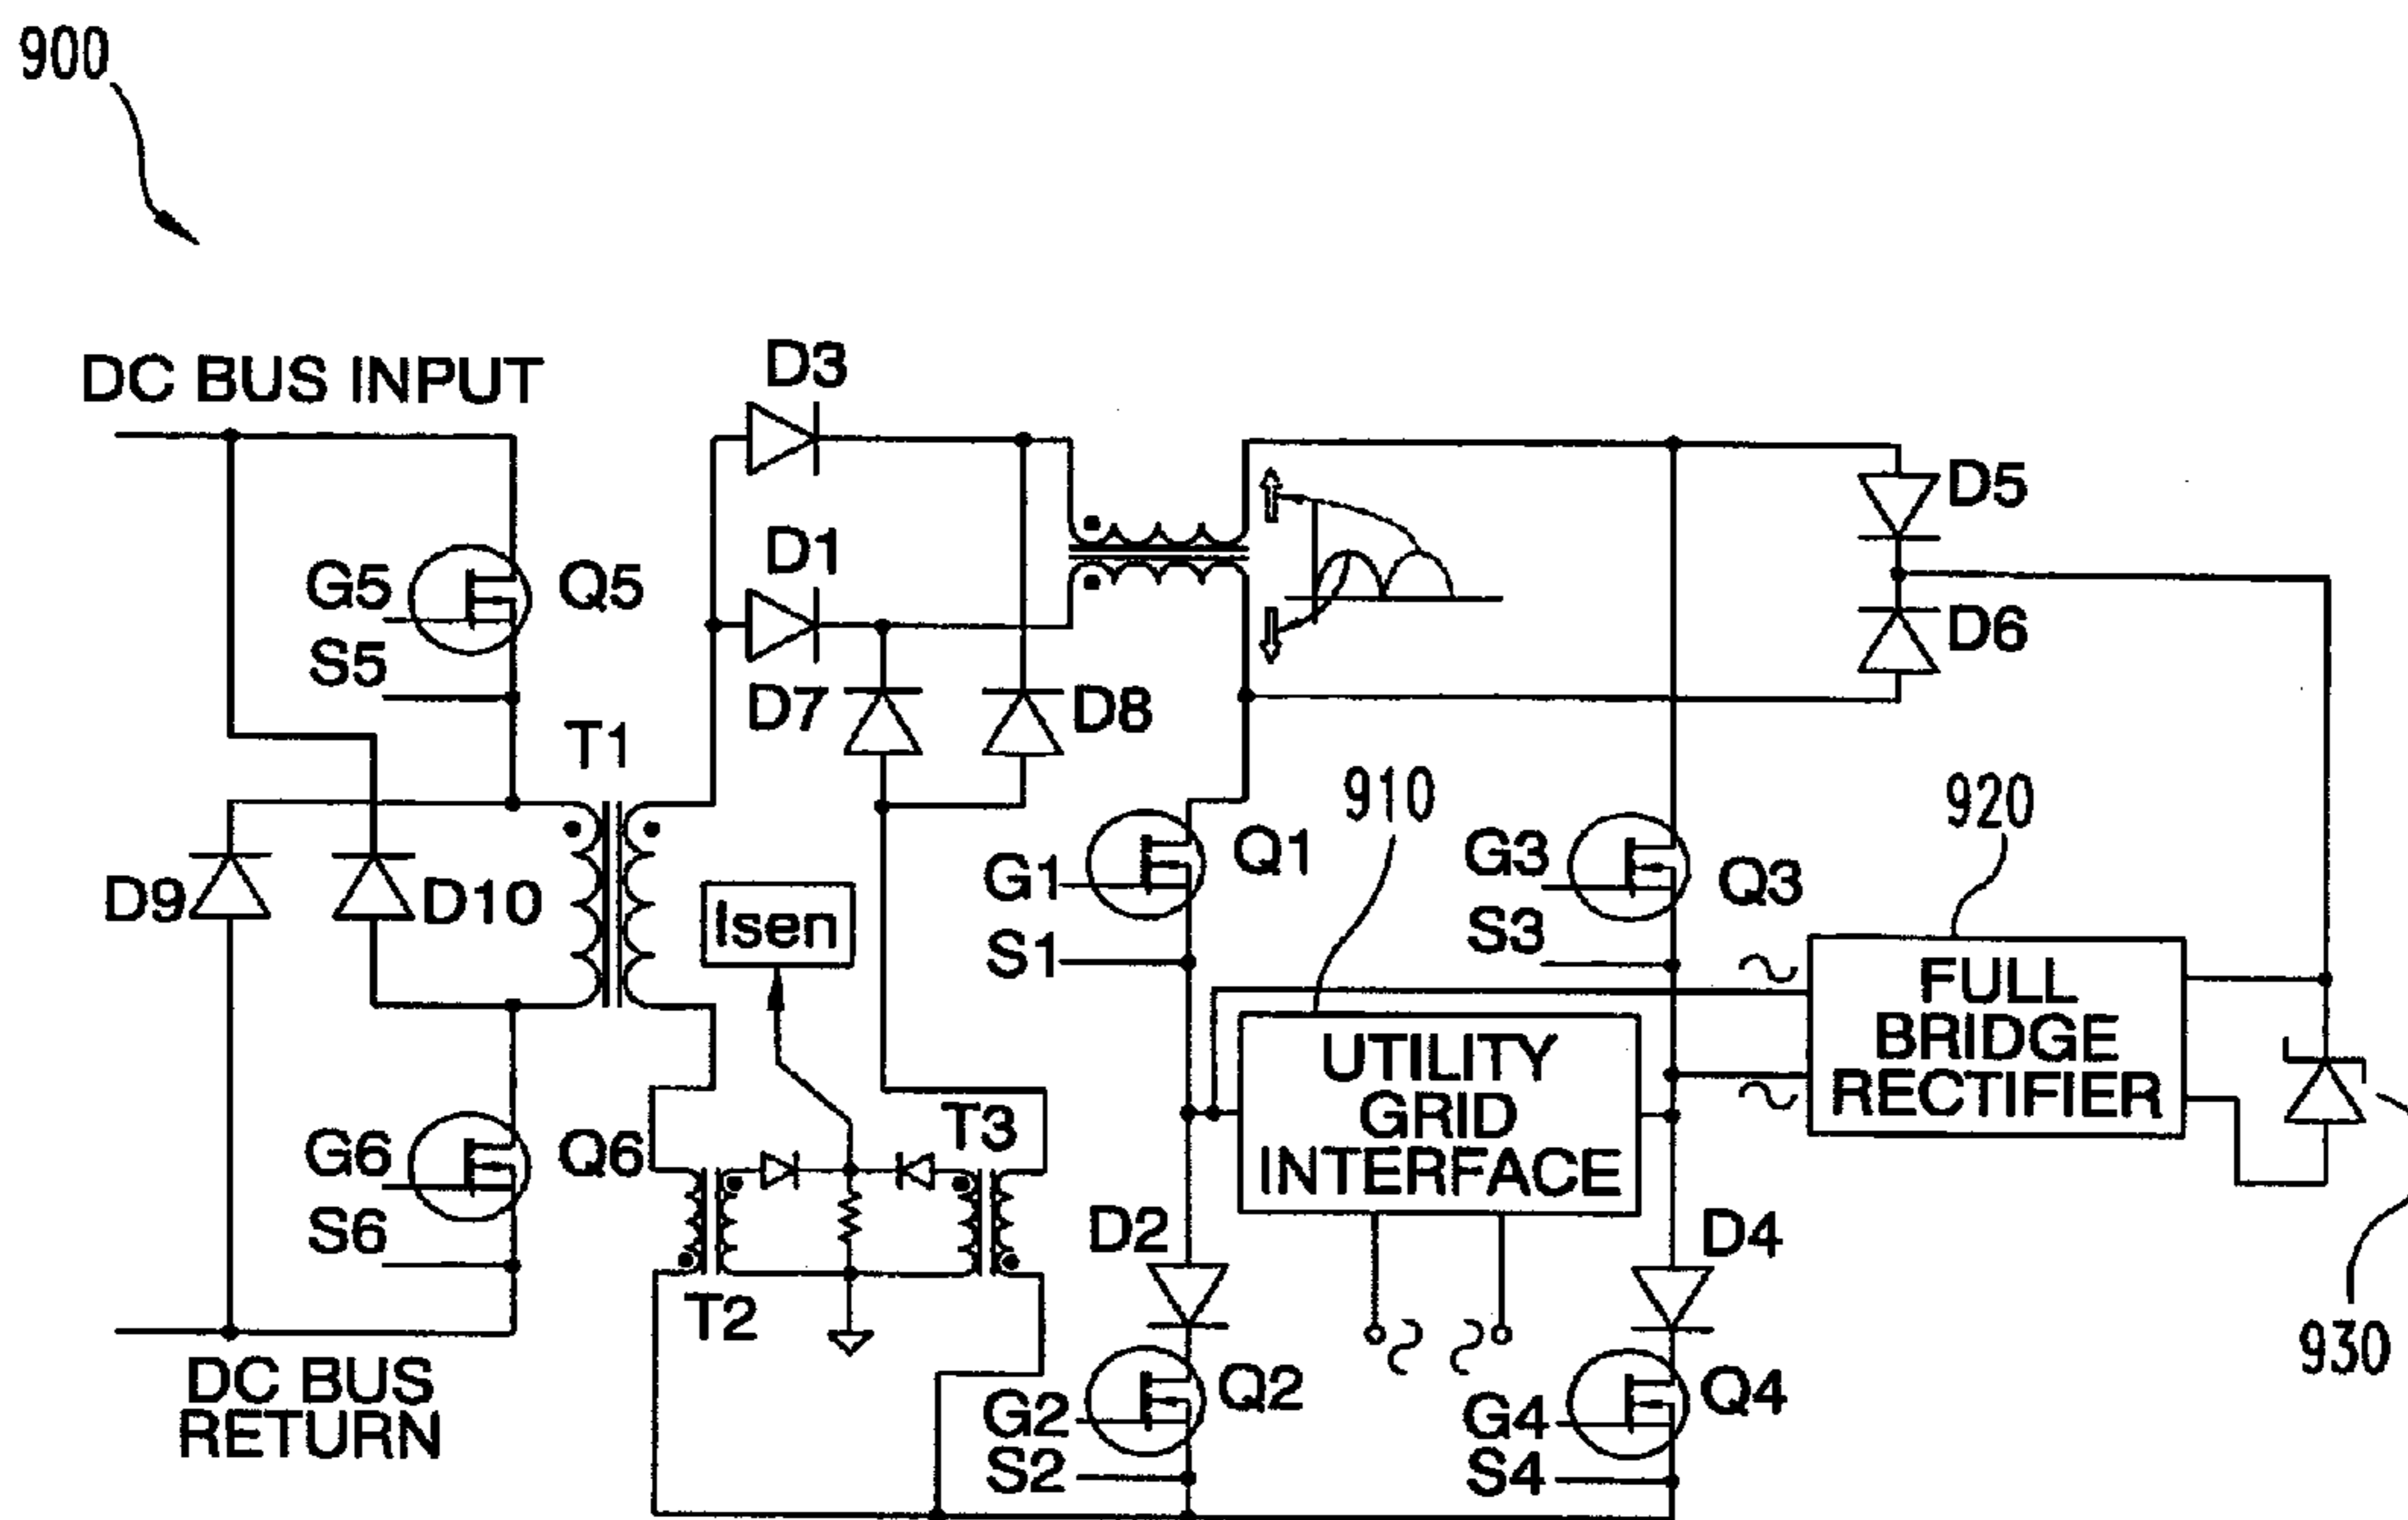 900
DC BUS INPUT
D3
D5
D1
G5
Q5
S5
D6
D7
D8
T1
910
920
G1
Q1
G3
Q3
D9
D10
Isen
S1
S3
FULL
BRIDGE
RECTIFIER
UTILITY
GRID
INTERFACE
T3
G6
Q6
S6
D2
D4
T2
930
DC BUS
RETURN
G2
Q2
G4
Q4
S2
S4